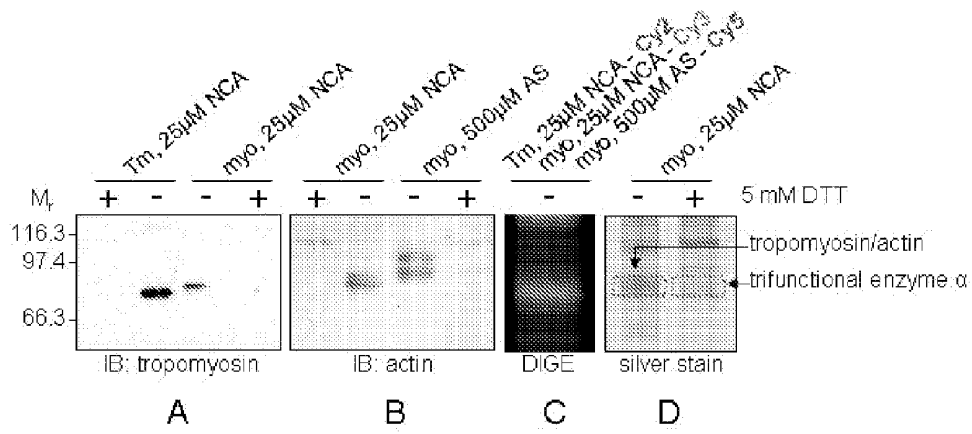 Tm, 25µM NCA
myo, 25µM NCA
myo, 25µM NCA
myo, 500µM AS
Tm, 25µM NCA - Cy2
myo, 25µM NCA - Cy3
myo, 500µM AS - Cy5
myo, 25µM NCA
Mr + - - + + - - + - - + 5 mM DTT
116.3
97.4
66.3
tropomyosin/actin
trifunctional enzyme α
IB: tropomyosin IB: actin DIGE silver stain
A B C D